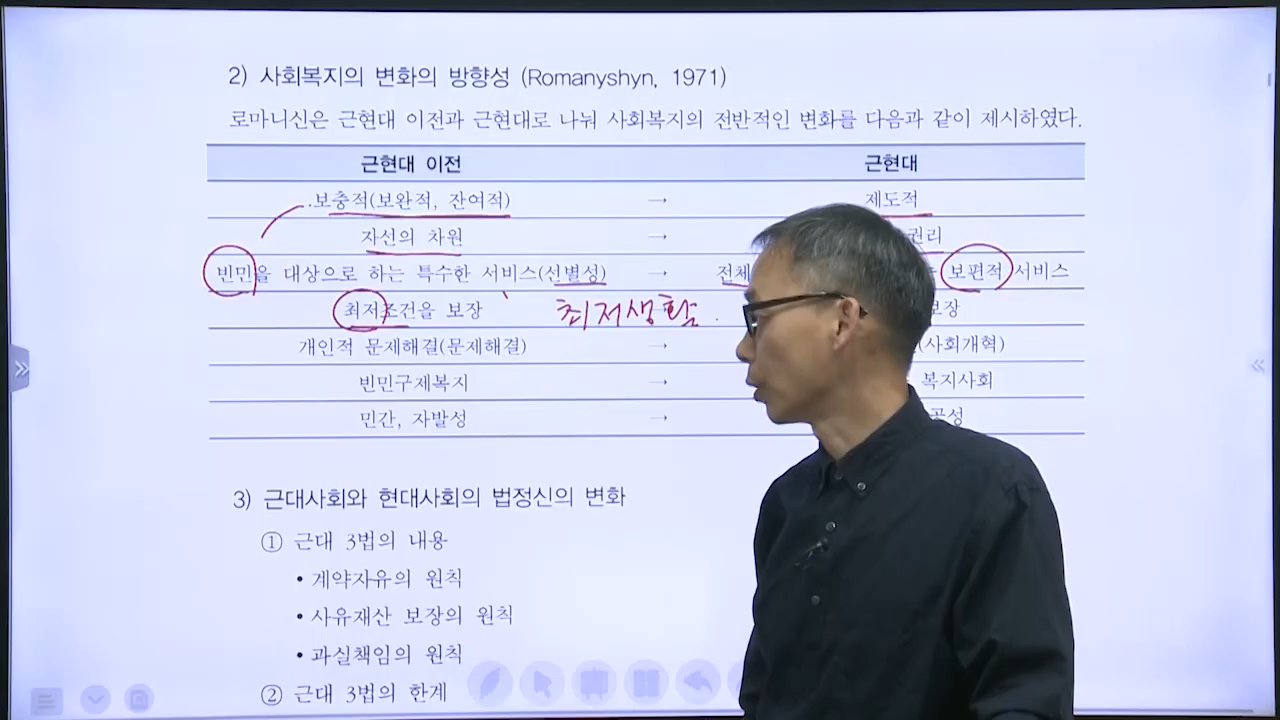 2) 사회복지의 변화의 방향성 (Romanyshyn, 1971)
로마니신은 근현대 이전과 근현대로 나눠 사회복지의 전반적인 변화를 다음과 같이 제시하였다.
근현대 이전 근현대
보충적(보완적, 잔여적) → 제도적
자선의 차원 → 권리
빈민을 대상으로 하는 특수한 서비스(선별성) → 전체 보편적 서비스
최저조건을 보장 최저생활. 보장
개인적 문제해결(문제해결) → (사회개혁)
빈민구제복지 → 복지사회
민간, 자발성 → 공성
3) 근대사회와 현대사회의 법정신의 변화
① 근대 3법의 내용
• 계약자유의 원칙
• 사유재산 보장의 원칙
• 과실책임의 원칙
② 근대 3법의 한계